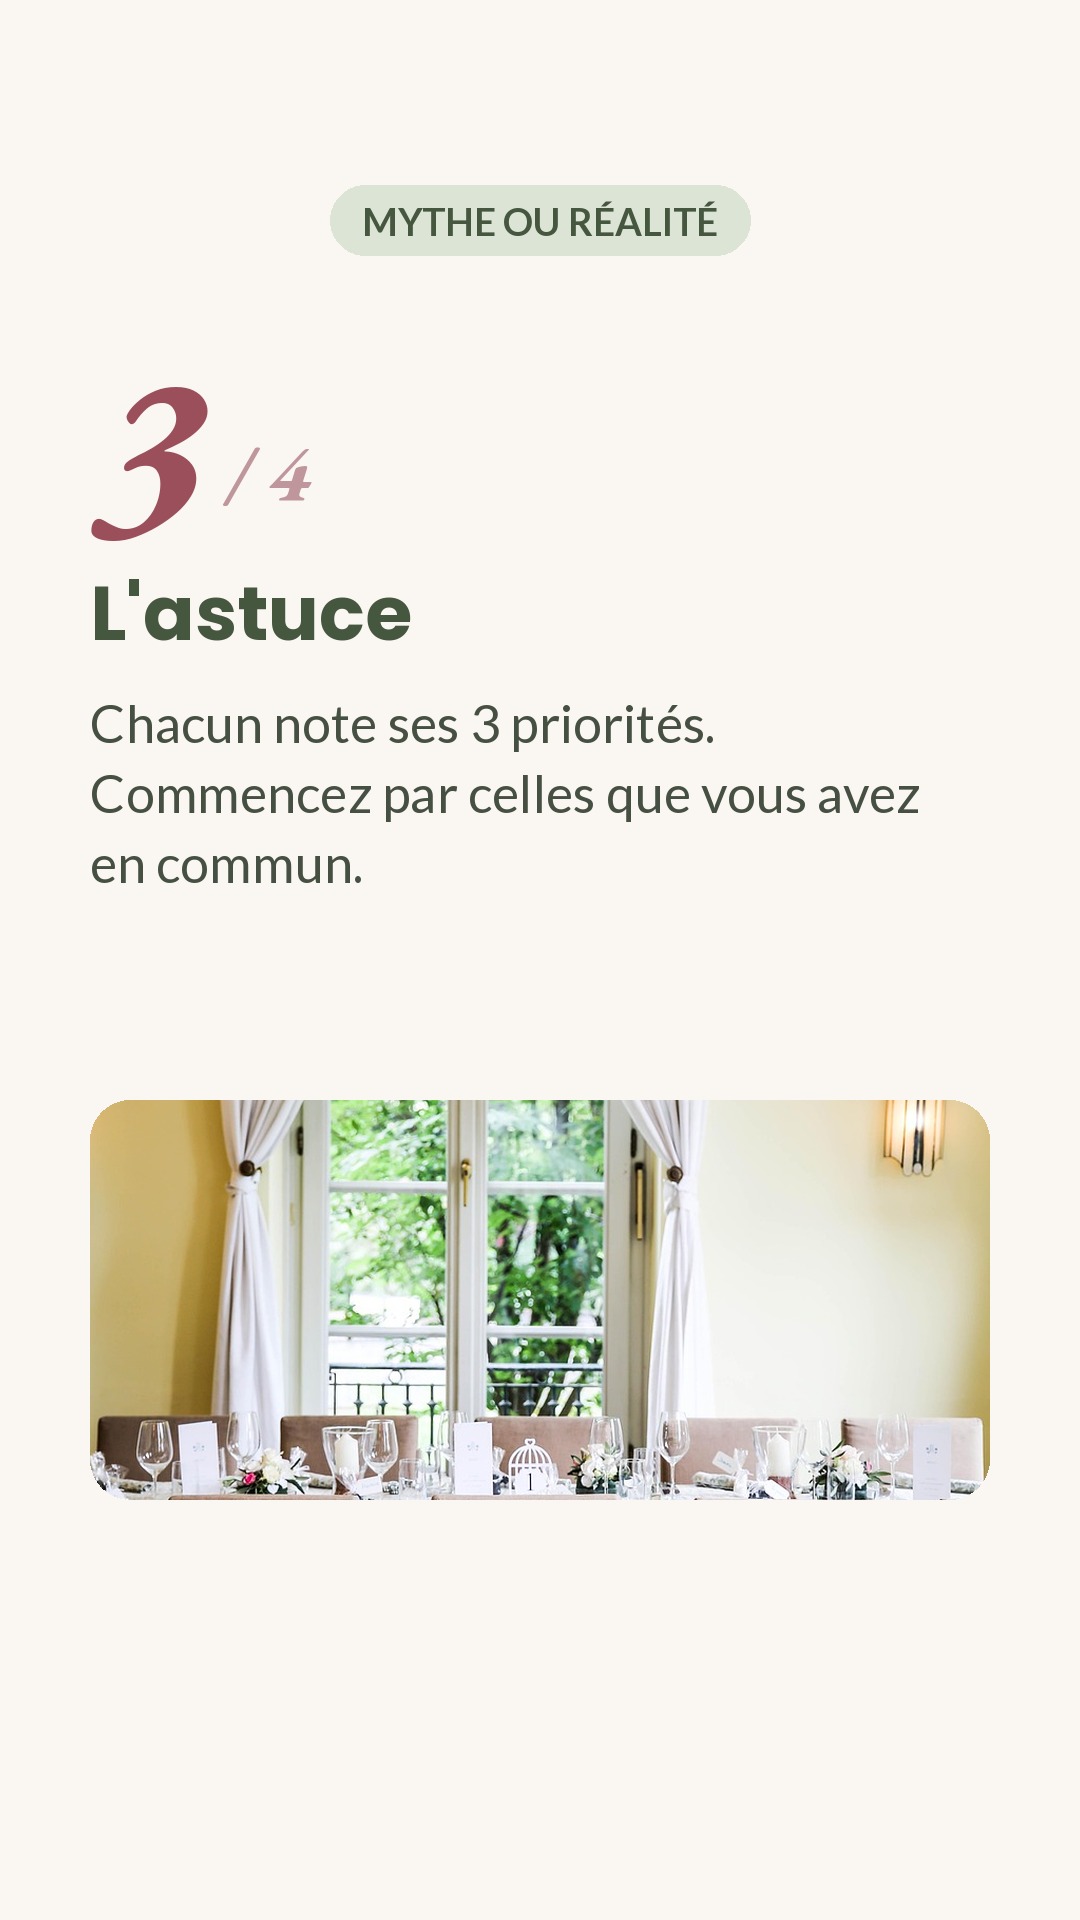 MYTHE OU RÉALITÉ
3 / 4
L'astuce
Chacun note ses 3 priorités.
Commencez par celles que vous avez
en commun.
1